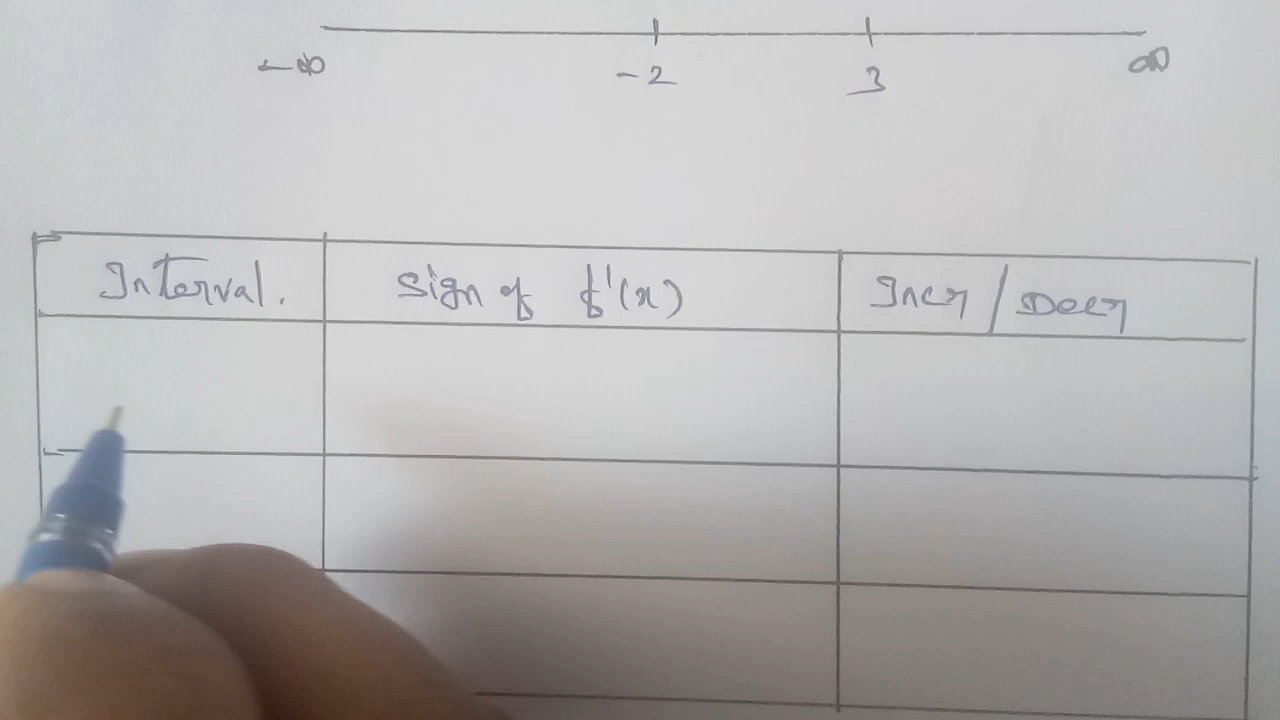 -∞ -2 3 ∞
Interval. Sign of f'(x) Incr / Decr